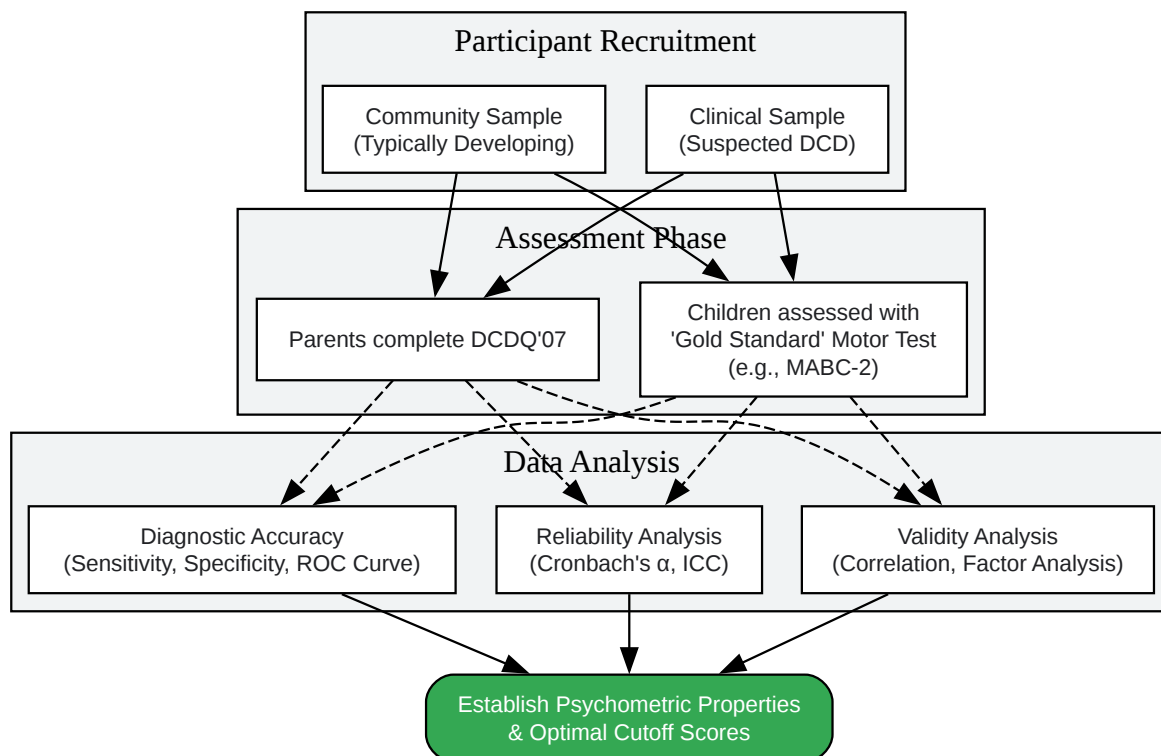 Participant Recruitment
Community Sample
(Typically Developing)
Clinical Sample
(Suspected DCD)
Assessment Phase
Parents complete DCDQ'07
Children assessed with
'Gold Standard' Motor Test
(e.g., MABC-2)
Data Analysis
Diagnostic Accuracy
(Sensitivity, Specificity, ROC Curve)
Reliability Analysis
(Cronbach's α, ICC)
Validity Analysis
(Correlation, Factor Analysis)
Establish Psychometric Properties
& Optimal Cutoff Scores